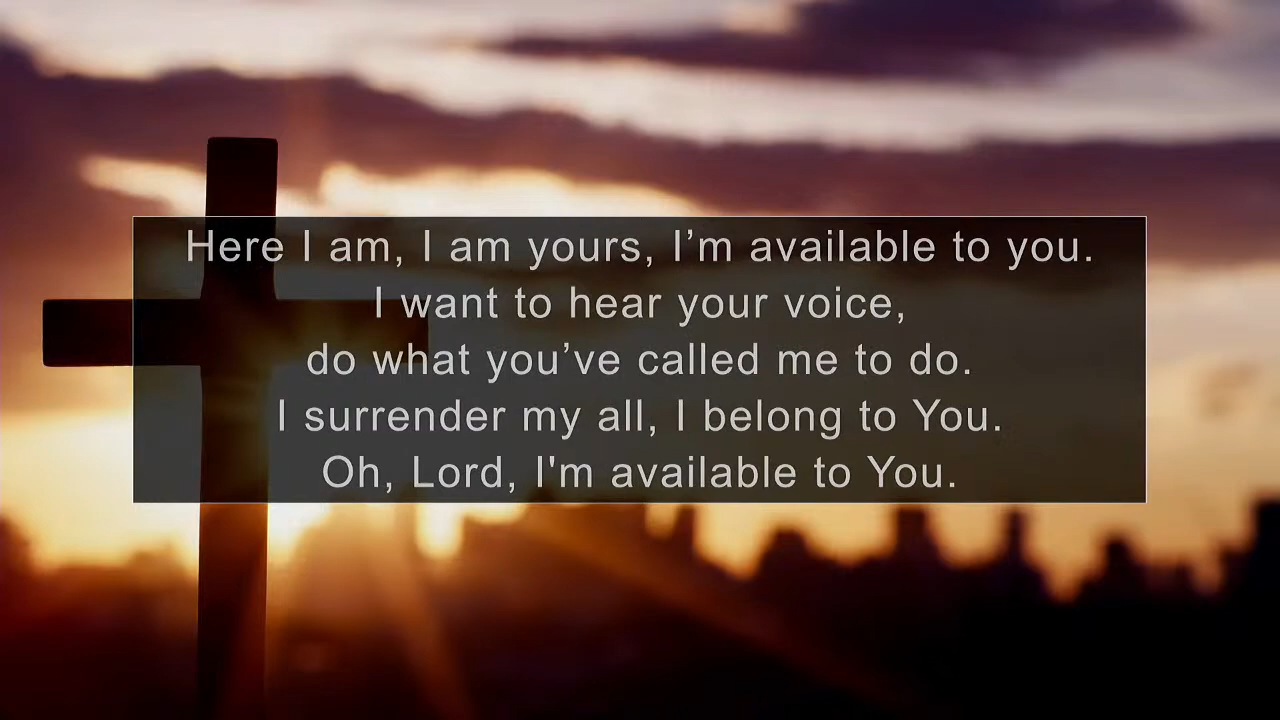 Here I am, I am yours, I’m available to you.
I want to hear your voice,
do what you’ve called me to do.
I surrender my all, I belong to You.
Oh, Lord, I'm available to You.